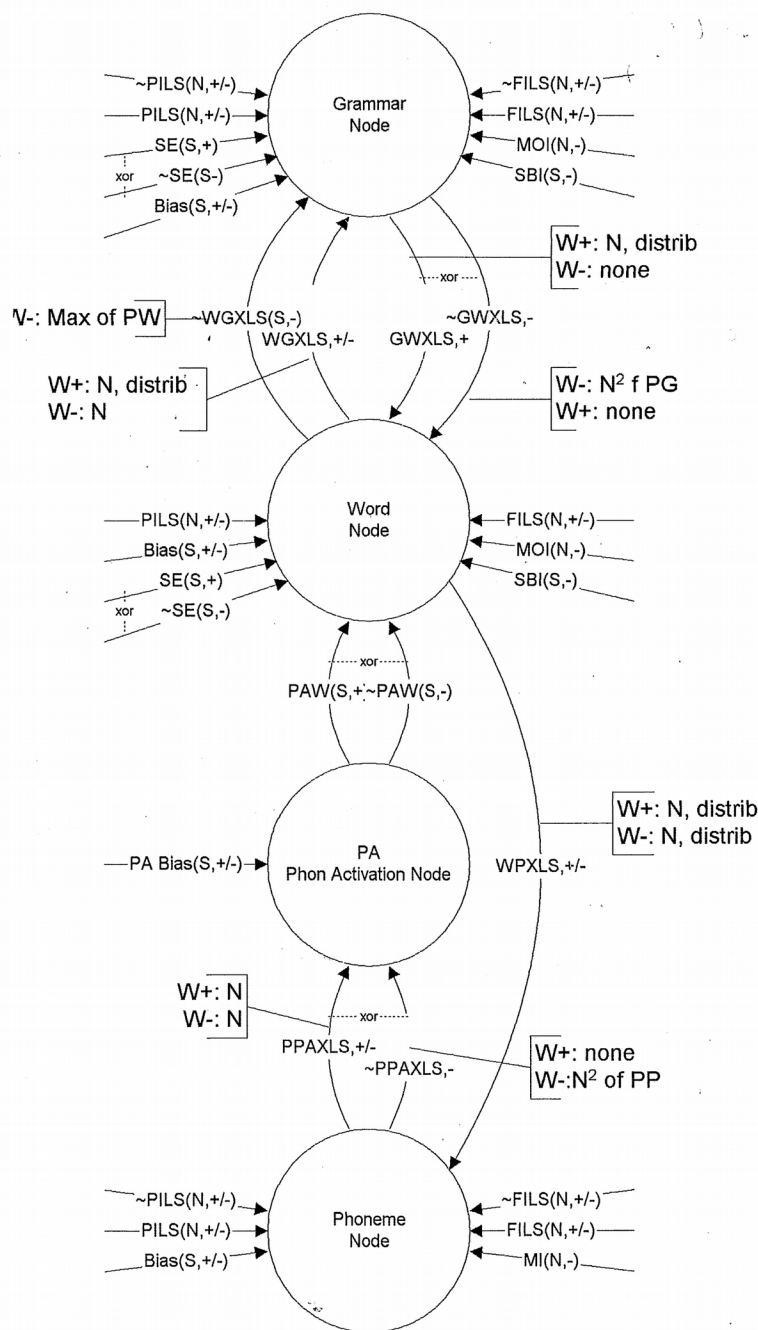 ~PILS(N,+/-)
PILS(N,+/-)
SE(S,+)
xor
~SE(S-)
Bias(S,+/-)
Grammar
Node
~FILS(N,+/-)
FILS(N,+/-)
MOI(N,-)
SBI(S,-)
W+: N, distrib
W-: none
xor
W-: Max of PW
~WGXLS(S,-)
~GWXLS,-
WGXLS,+/-
GWXLS,+
W+: N, distrib
W-: N
W-: N² f PG
W+: none
PILS(N,+/-)
Bias(S,+/-)
SE(S,+)
xor
~SE(S,-)
Word
Node
FILS(N,+/-)
MOI(N,-)
SBI(S,-)
xor
PAW(S,+
~PAW(S,-)
W+: N, distrib
W-: N, distrib
PA Bias(S,+/-)
PA
Phon Activation Node
WPXLS,+/-
W+: N
W-: N
xor
PPAXLS,+/-
~PPAXLS,-
W+: none
W-:N² of PP
~PILS(N,+/-)
PILS(N,+/-)
Bias(S,+/-)
Phoneme
Node
~FILS(N,+/-)
FILS(N,+/-)
MI(N,-)